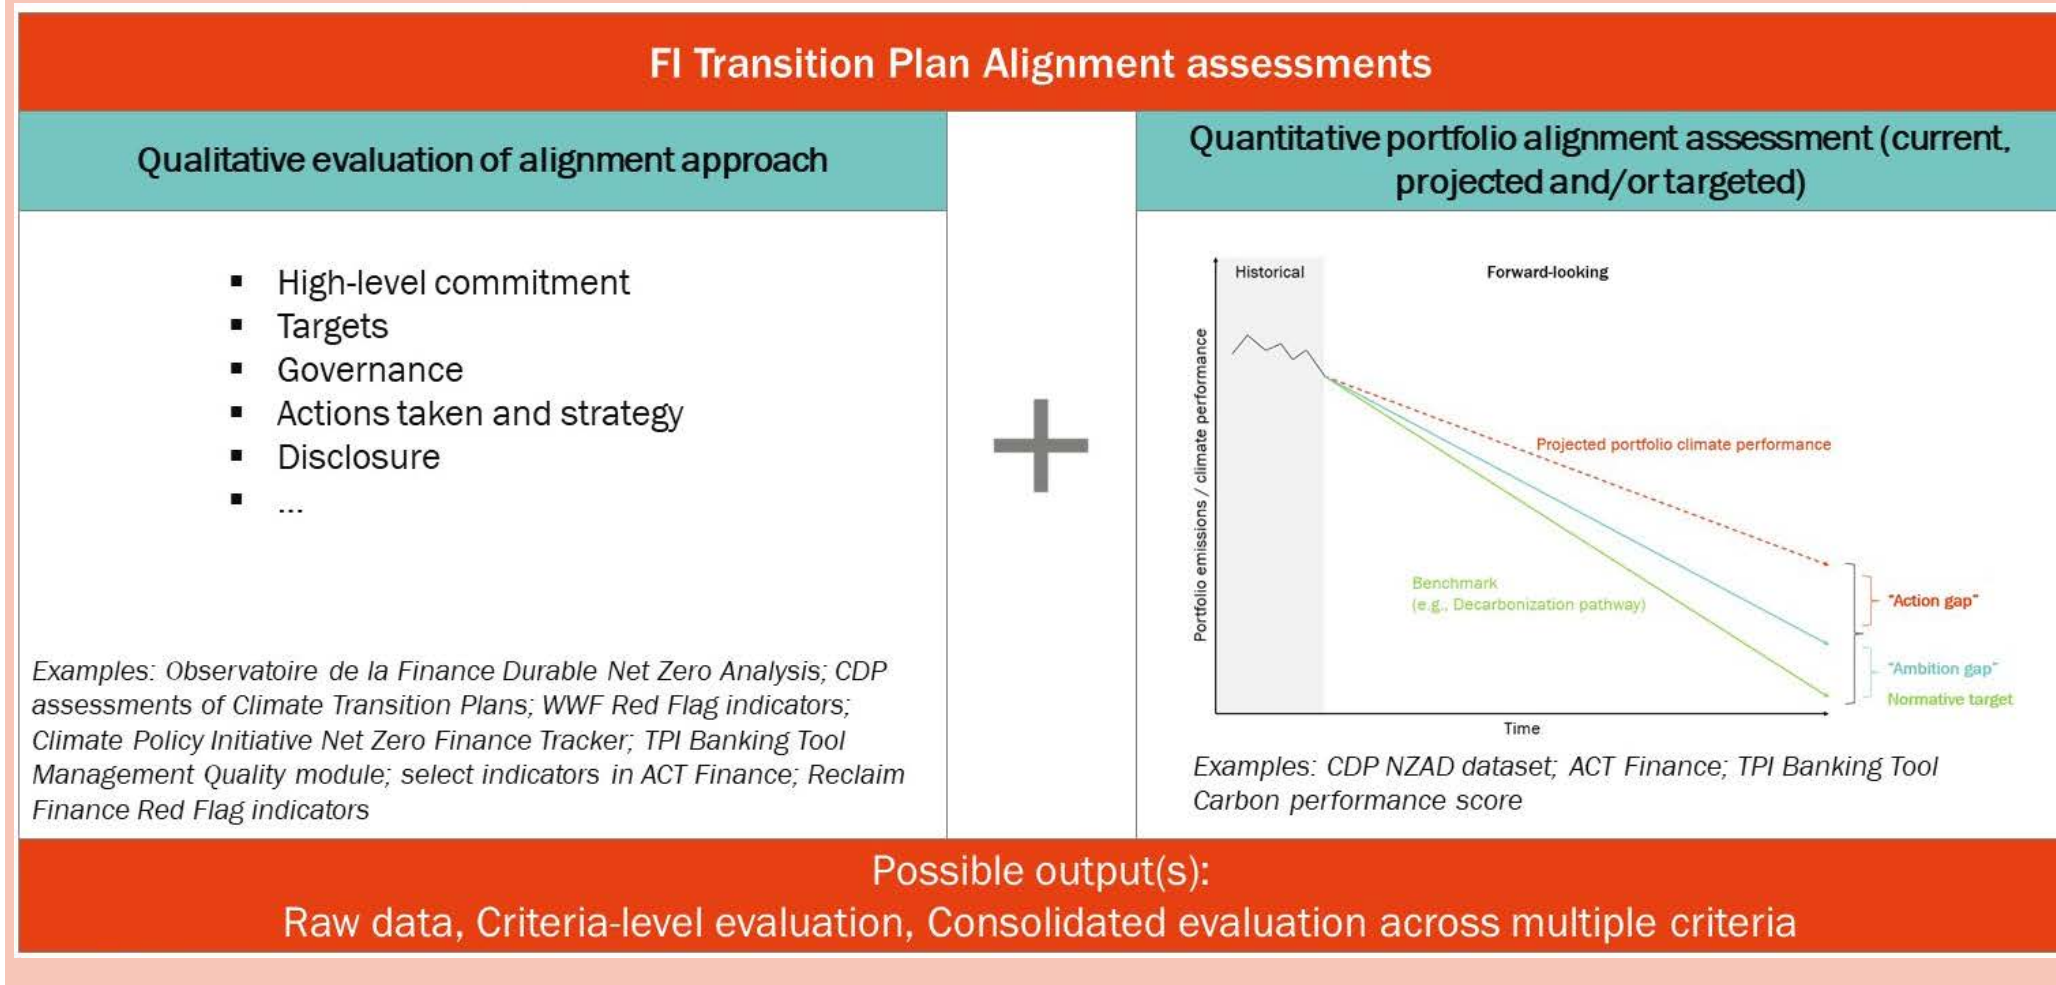 FI Transition Plan Alignment assessments
Qualitative evaluation of alignment approach
▪ High-level commitment
▪ Targets
▪ Governance
▪ Actions taken and strategy
▪ Disclosure
▪ ...
Examples: Observatoire de la Finance Durable Net Zero Analysis; CDP
assessments of Climate Transition Plans; WWF Red Flag indicators;
Climate Policy Initiative Net Zero Finance Tracker; TPI Banking Tool
Management Quality module; select indicators in ACT Finance; Reclaim
Finance Red Flag indicators
+
Quantitative portfolio alignment assessment (current,
projected and/or targeted)
Historical
Forward-looking
Portfolio emissions / climate performance
Projected portfolio climate performance
Benchmark
(e.g., Decarbonization pathway)
"Action gap"
"Ambition gap"
Normative target
Time
Examples: CDP NZAD dataset; ACT Finance; TPI Banking Tool
Carbon performance score
Possible output(s):
Raw data, Criteria-level evaluation, Consolidated evaluation across multiple criteria